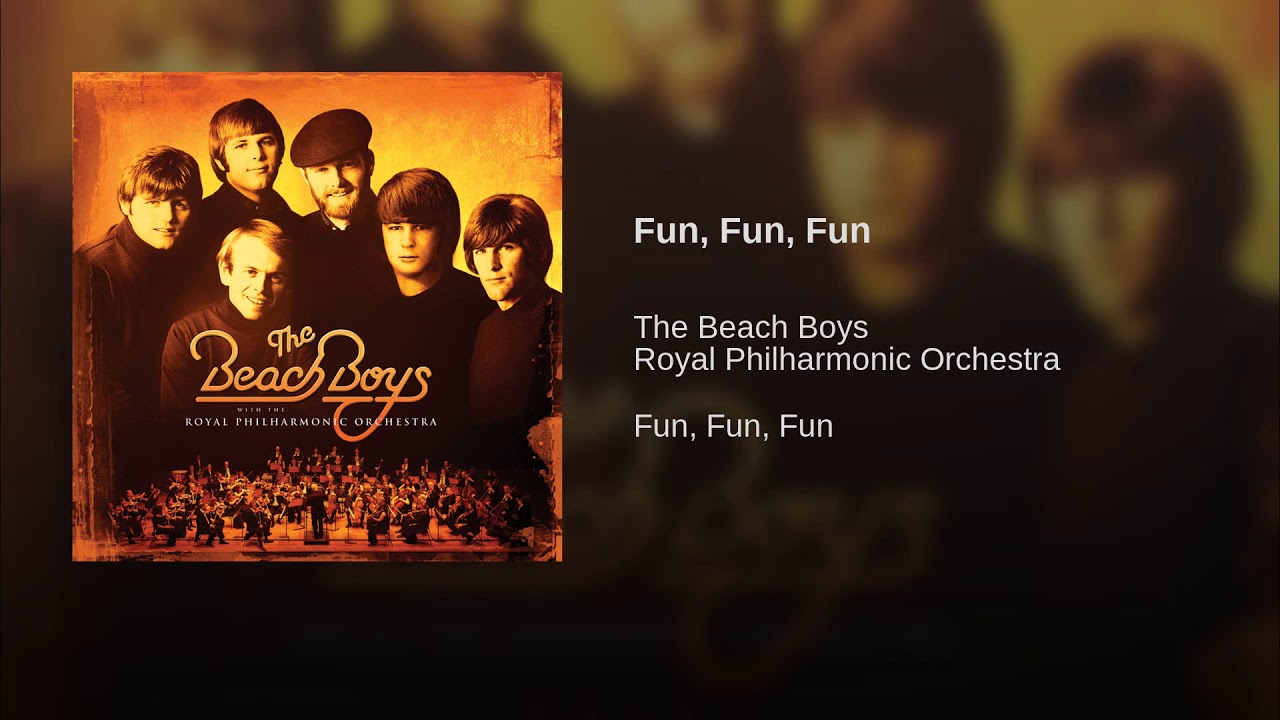 The
Beach Boys
WITH THE
ROYAL PHILHARMONIC ORCHESTRA
Fun, Fun, Fun
The Beach Boys
Royal Philharmonic Orchestra
Fun, Fun, Fun